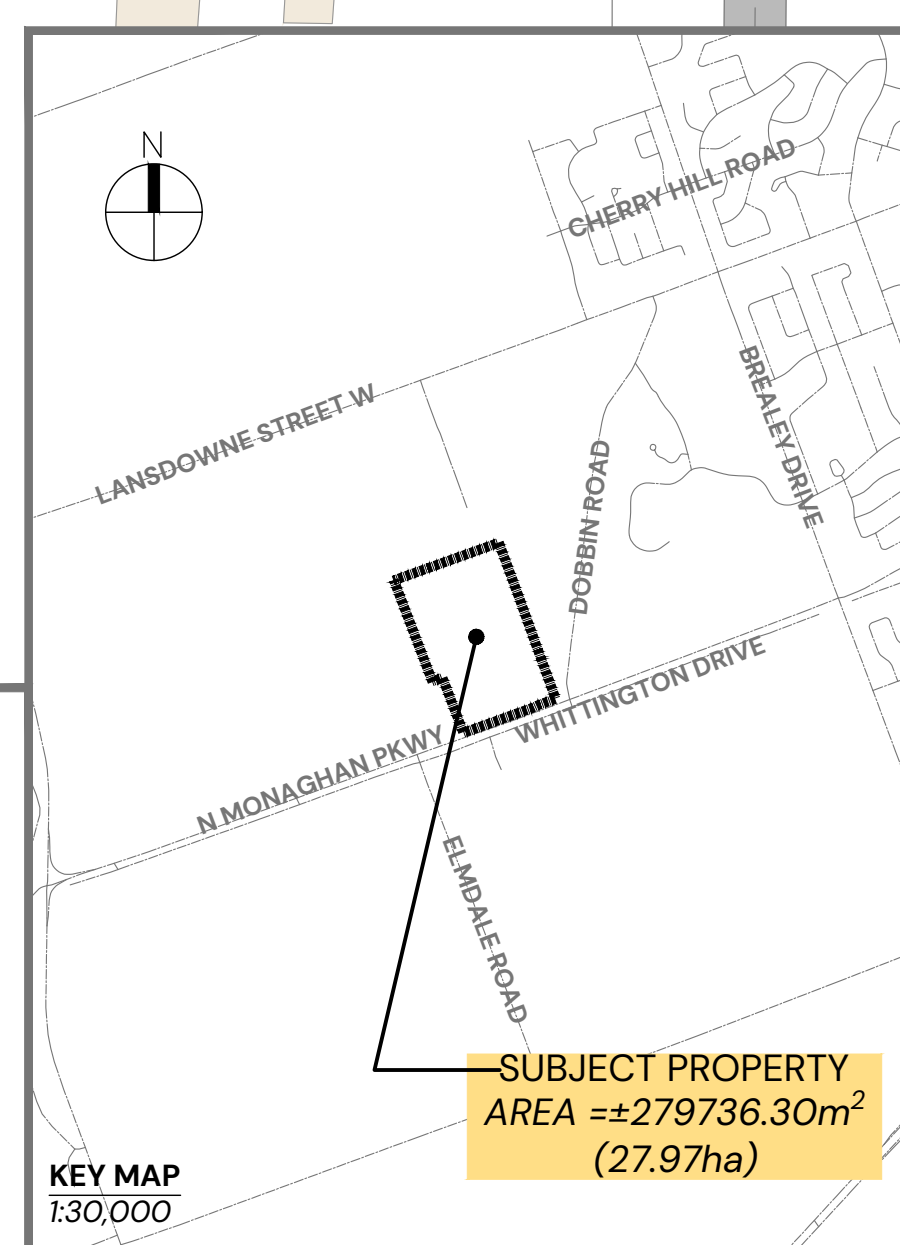 N
CHERRY HILL ROAD
LANSDOWNE STREET W
BREALEY DRIVE
DOBBIN ROAD
WHITTINGTON DRIVE
N MONAGHAN PKWY
ELMDALE ROAD
SUBJECT PROPERTY
AREA =±279736.30m²
(27.97ha)
KEY MAP
1:30,000